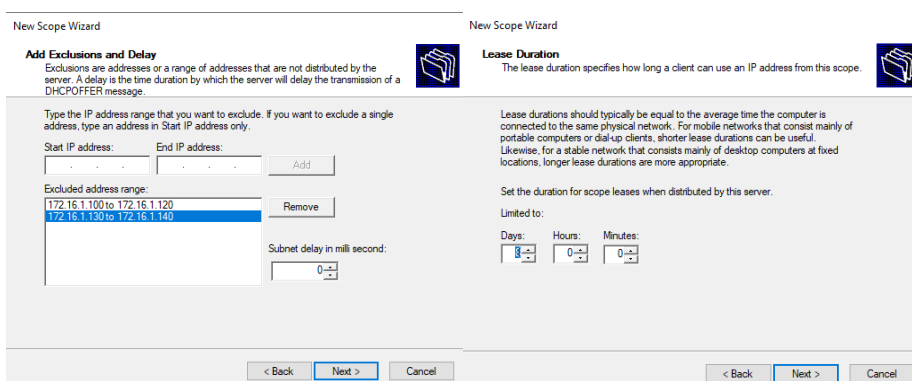 New Scope Wizard
Add Exclusions and Delay
Exclusions are addresses or a range of addresses that are not distributed by the
server. A delay is the time duration by which the server will delay the transmission of a
DHCPOFFER message.
Type the IP address range that you want to exclude. If you want to exclude a single
address, type an address in Start IP address only.
Start IP address:
End IP address:
Add
Excluded address range:
172.16.1.100 to 172.16.1.120
172.16.1.130 to 172.16.1.140
Remove
Subnet delay in milli second:
0
< Back
Next >
Cancel
New Scope Wizard
Lease Duration
The lease duration specifies how long a client can use an IP address from this scope.
Lease durations should typically be equal to the average time the computer is
connected to the same physical network. For mobile networks that consist mainly of
portable computers or dial-up clients, shorter lease durations can be useful.
Likewise, for a stable network that consists mainly of desktop computers at fixed
locations, longer lease durations are more appropriate.
Set the duration for scope leases when distributed by this server.
Limited to:
Days:
Hours:
Minutes:
8
0
0
< Back
Next >
Cancel